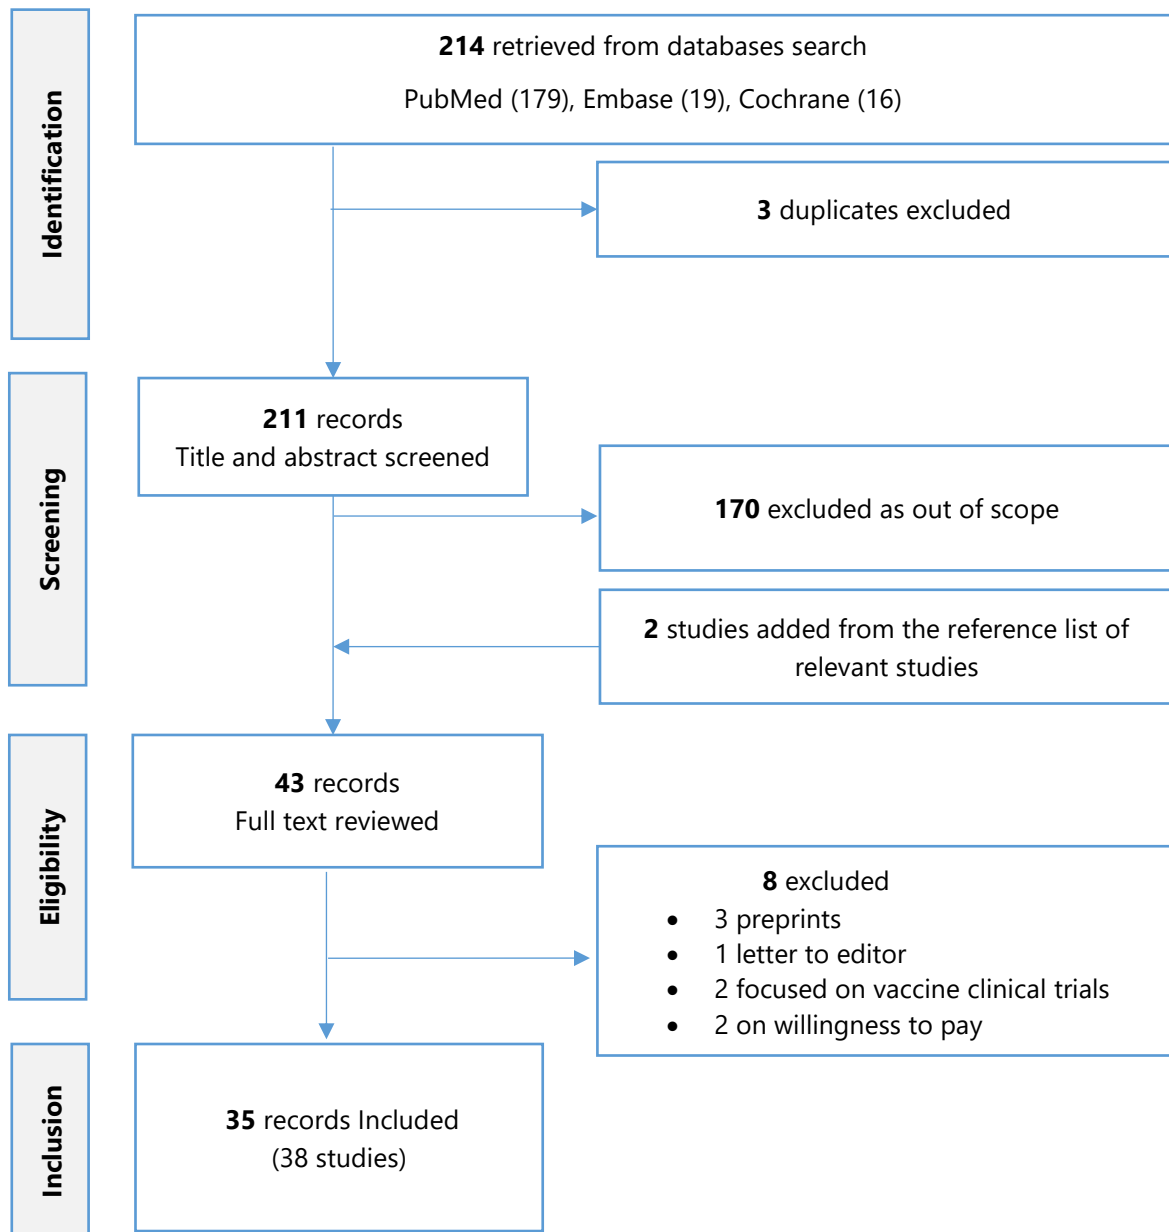 Identification
214 retrieved from databases search
PubMed (179), Embase (19), Cochrane (16)
3 duplicates excluded
Screening
211 records
Title and abstract screened
170 excluded as out of scope
2 studies added from the reference list of
relevant studies
Eligibility
43 records
Full text reviewed
8 excluded
• 3 preprints
• 1 letter to editor
• 2 focused on vaccine clinical trials
• 2 on willingness to pay
Inclusion
35 records Included
(38 studies)